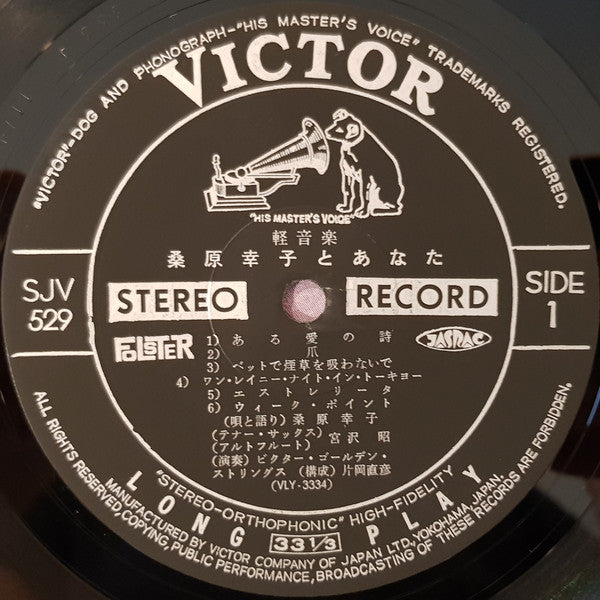 "VICTOR"-DOG AND PHONOGRAPH-"HIS MASTER'S VOICE" TRADEMARKS REGISTERED.
VICTOR
"HIS MASTER'S VOICE"
軽音楽
桑原幸子とあなた
SJV
529
STEREO RECORD
SIDE
1
FOLSTER
JASRAC
1) ある愛の詩
2) 爪
3) ベットで煙草を吸わないで
4) ワン・レイニー・ナイト・イン・トーキョー
5) エストレリータ
6) ウィーク・ポイント
(唄と語り) 桑原幸子
(テナー・サックス) 宮沢 昭
(アルトフルート)
(演奏) ビクター・ゴールデン・
ストリングス (構成) 片岡直彦
(VLY-3334)
"STEREO-ORTHOPHONIC" HIGH-FIDELITY
LONG 33 1/3 PLAY
MANUFACTURED BY VICTOR COMPANY OF JAPAN LTD. YOKOHAMA, JAPAN.
ALL RIGHTS RESERVED, COPYING, PUBLIC PERFORMANCE, BROADCASTING OF THESE RECORDS ARE FORBIDDEN.